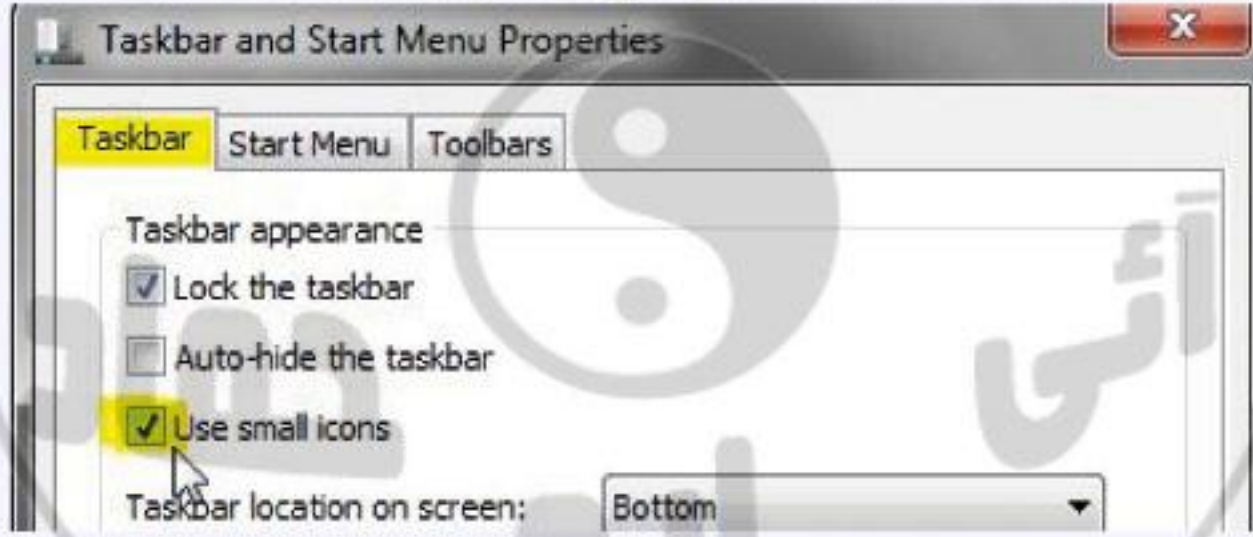 Taskbar and Start Menu Properties
Taskbar Start Menu Toolbars
Taskbar appearance
Lock the taskbar
Auto-hide the taskbar
Use small icons
Taskbar location on screen: Bottom